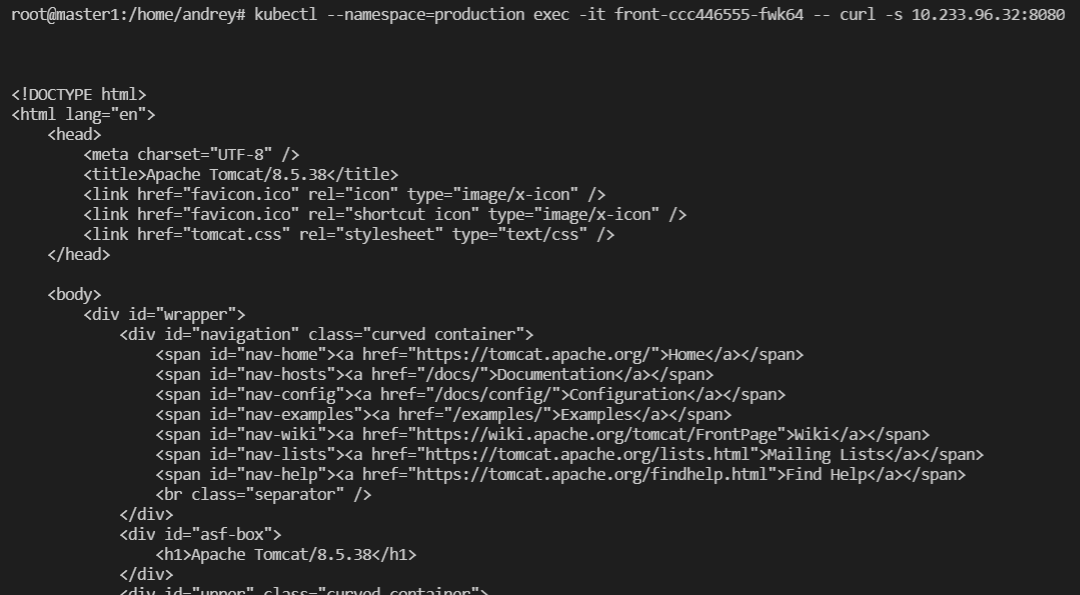 root@master1:/home/andrey# kubectl --namespace=production exec -it front-ccc446555-fwk64 -- curl -s 10.233.96.32:8080
<!DOCTYPE html>
<html lang="en">
    <head>
        <meta charset="UTF-8" />
        <title>Apache Tomcat/8.5.38</title>
        <link href="favicon.ico" rel="icon" type="image/x-icon" />
        <link href="favicon.ico" rel="shortcut icon" type="image/x-icon" />
        <link href="tomcat.css" rel="stylesheet" type="text/css" />
    </head>
    <body>
        <div id="wrapper">
            <div id="navigation" class="curved container">
                <span id="nav-home"><a href="https://tomcat.apache.org/">Home</a></span>
                <span id="nav-hosts"><a href="/docs/">Documentation</a></span>
                <span id="nav-config"><a href="/docs/config/">Configuration</a></span>
                <span id="nav-examples"><a href="/examples/">Examples</a></span>
                <span id="nav-wiki"><a href="https://wiki.apache.org/tomcat/FrontPage">Wiki</a></span>
                <span id="nav-lists"><a href="https://tomcat.apache.org/lists.html">Mailing Lists</a></span>
                <span id="nav-help"><a href="https://tomcat.apache.org/findhelp.html">Find Help</a></span>
                <br class="separator" />
            </div>
            <div id="asf-box">
                <h1>Apache Tomcat/8.5.38</h1>
            </div>
            <div id="upper" class="curved container">